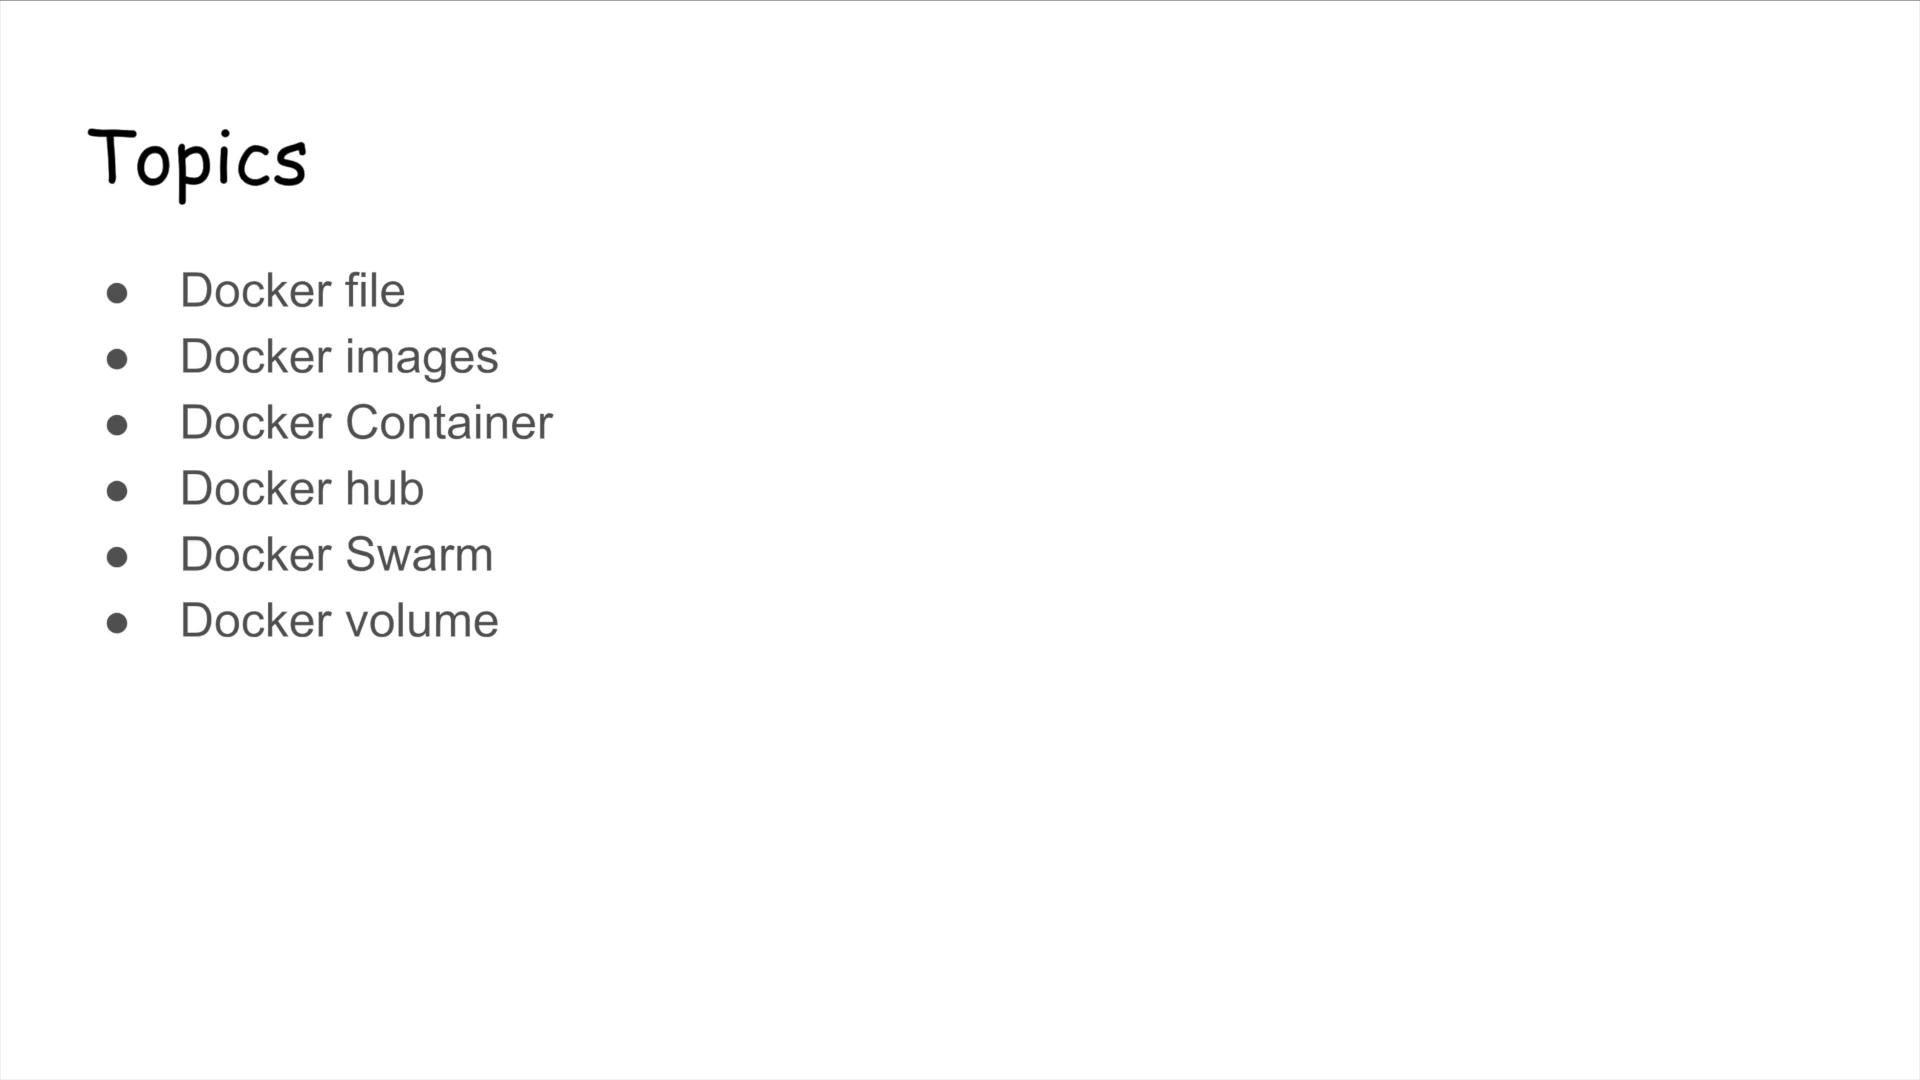 Topics
● Docker file
● Docker images
● Docker Container
● Docker hub
● Docker Swarm
● Docker volume